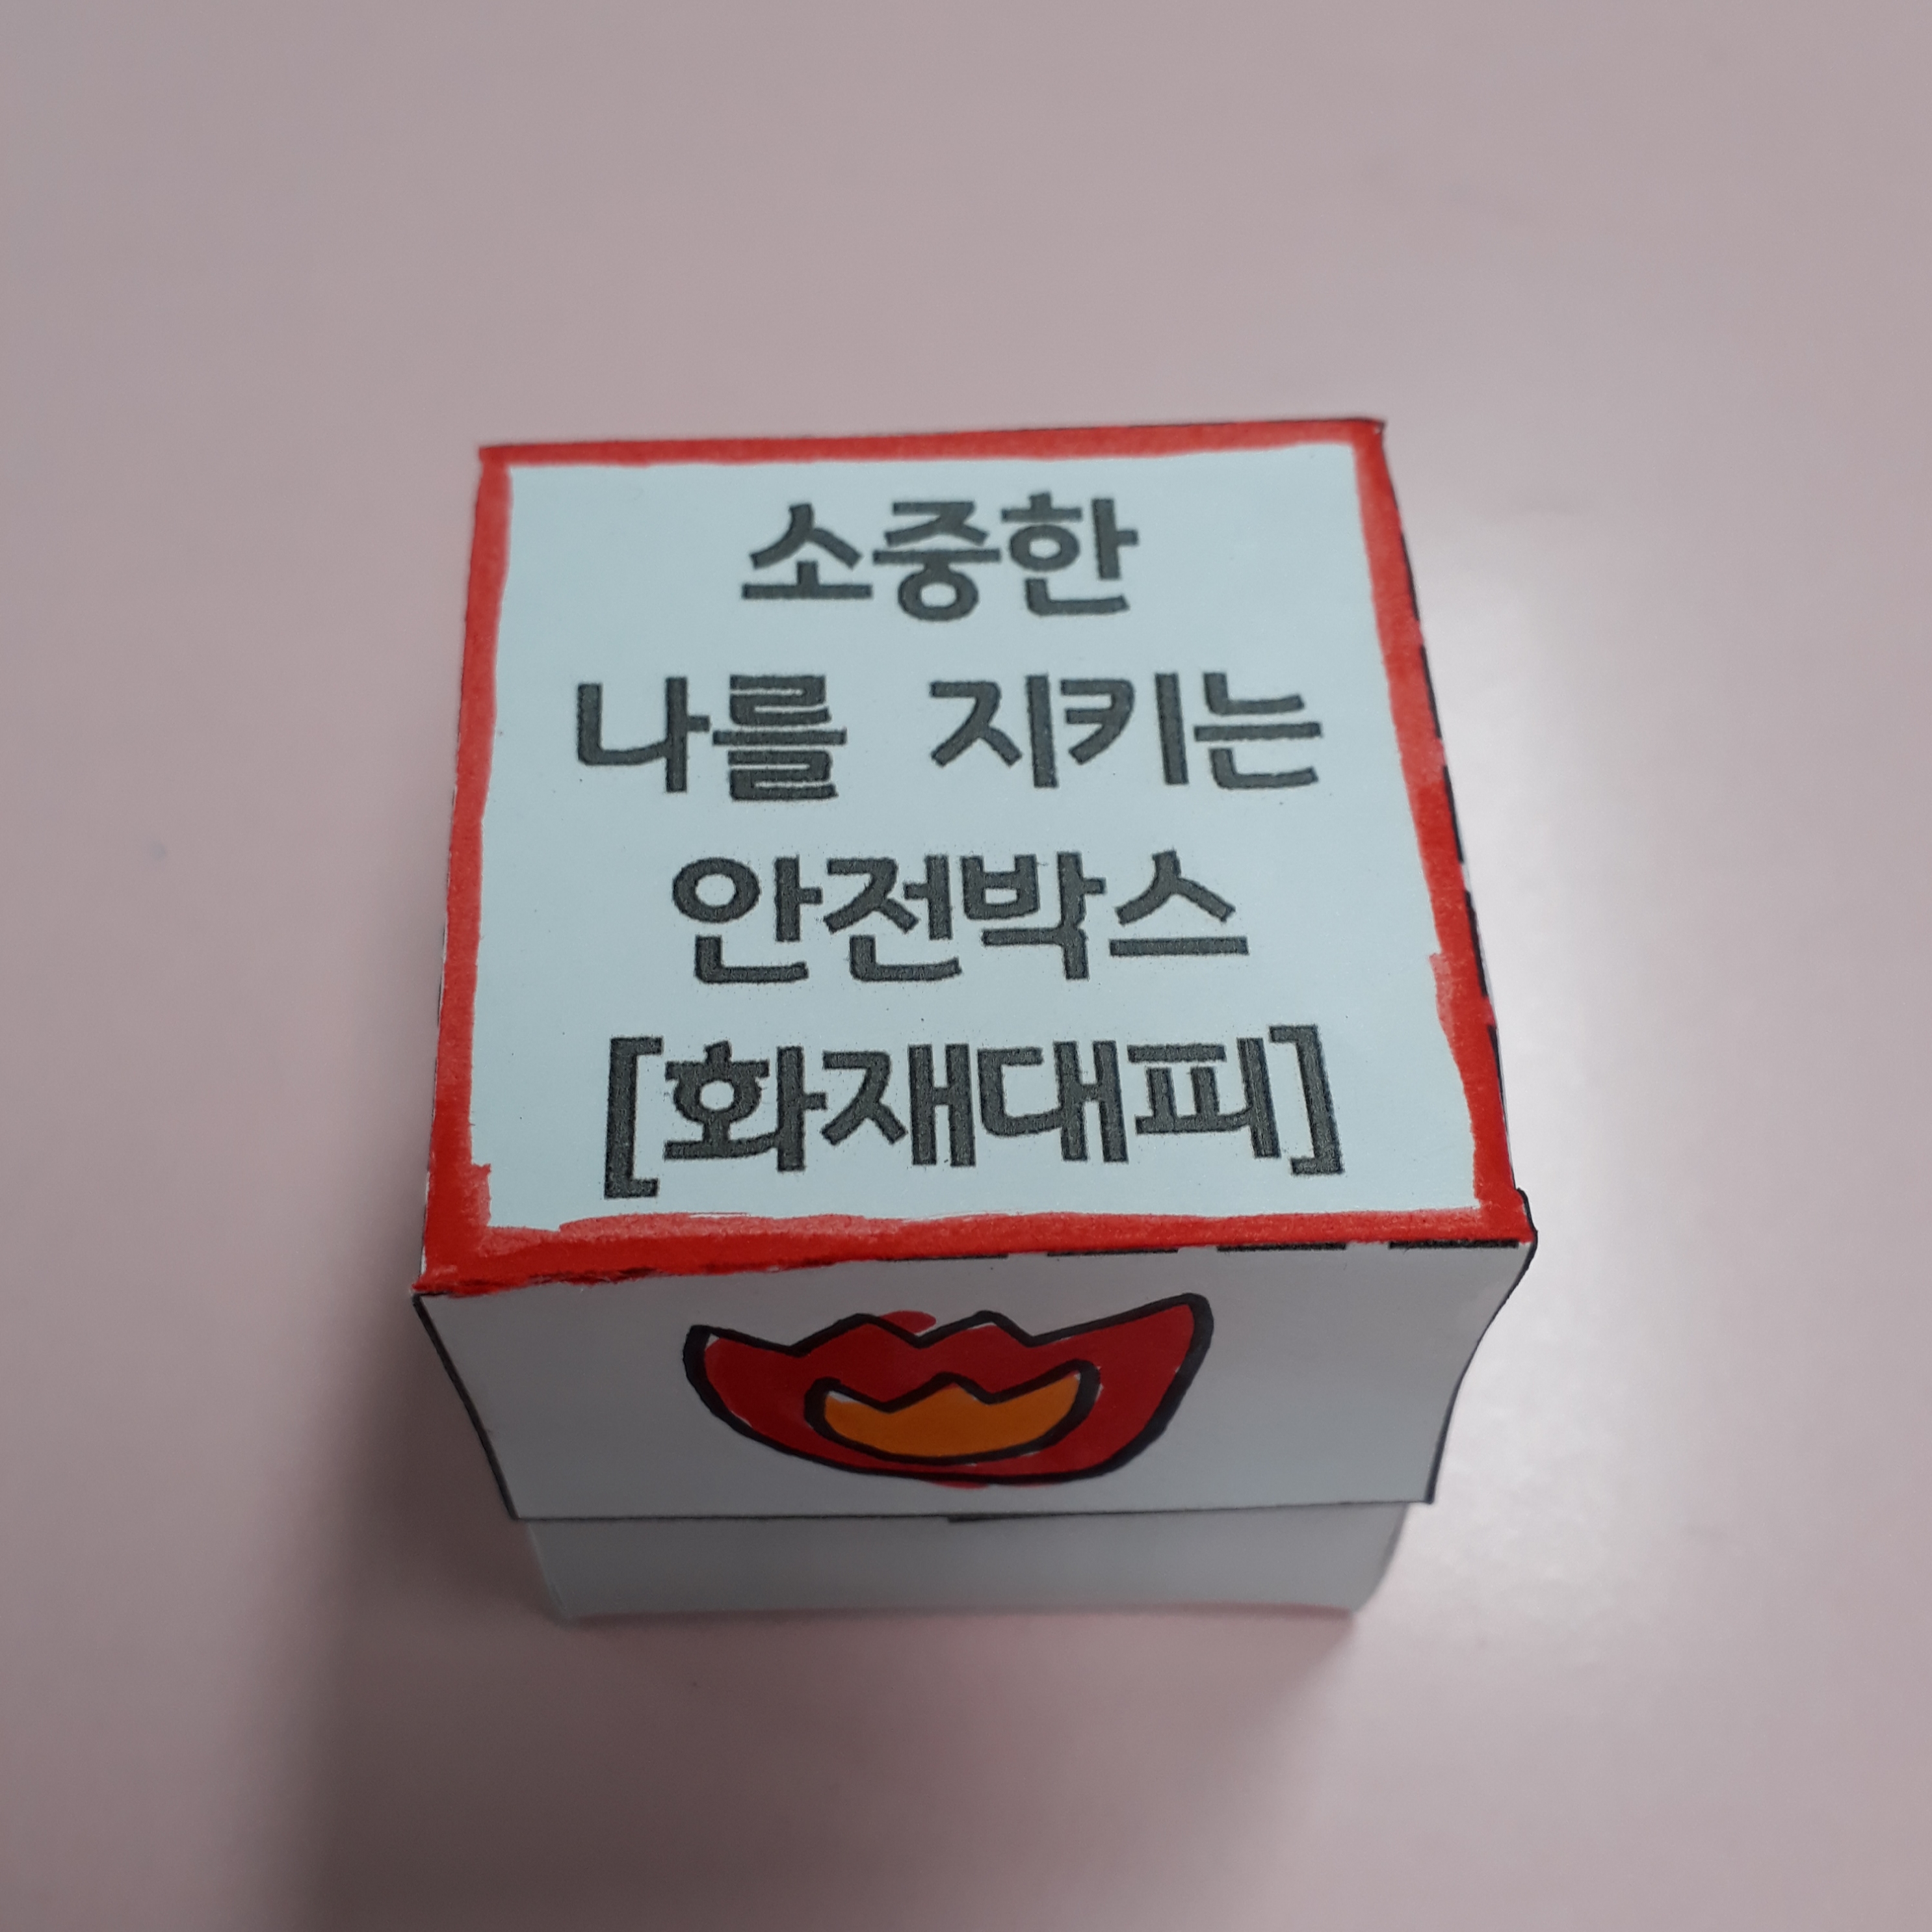 소중한
나를 지키는
안전박스
[화재대피]